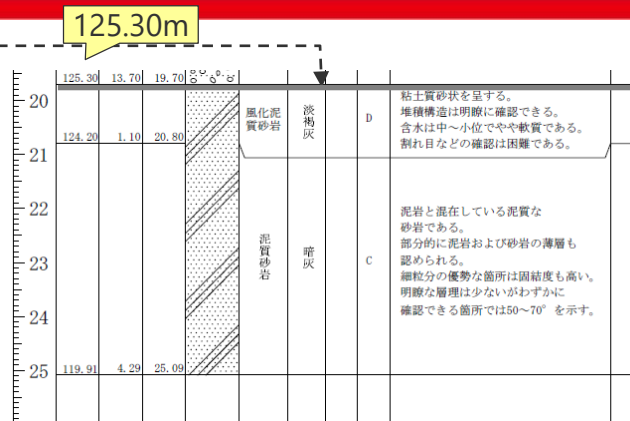 125.30m
125.30 13.70 19.70
20
風化泥
質砂岩
淡褐灰
D
粘土質砂状を呈する。
堆積構造は明瞭に確認できる。
含水は中～小位でやや軟質である。
割れ目などの確認は困難である。
124.20 1.10 20.80
21
22
23
泥質砂岩
暗灰
C
泥岩と混在している泥質な
砂岩である。
部分的に泥岩および砂岩の薄層も
認められる。
細粒分の優勢な箇所は固結度も高い。
明瞭な層理は少ないがわずかに
確認できる箇所では50～70°を示す。
24
119.91 4.29 25.09
25